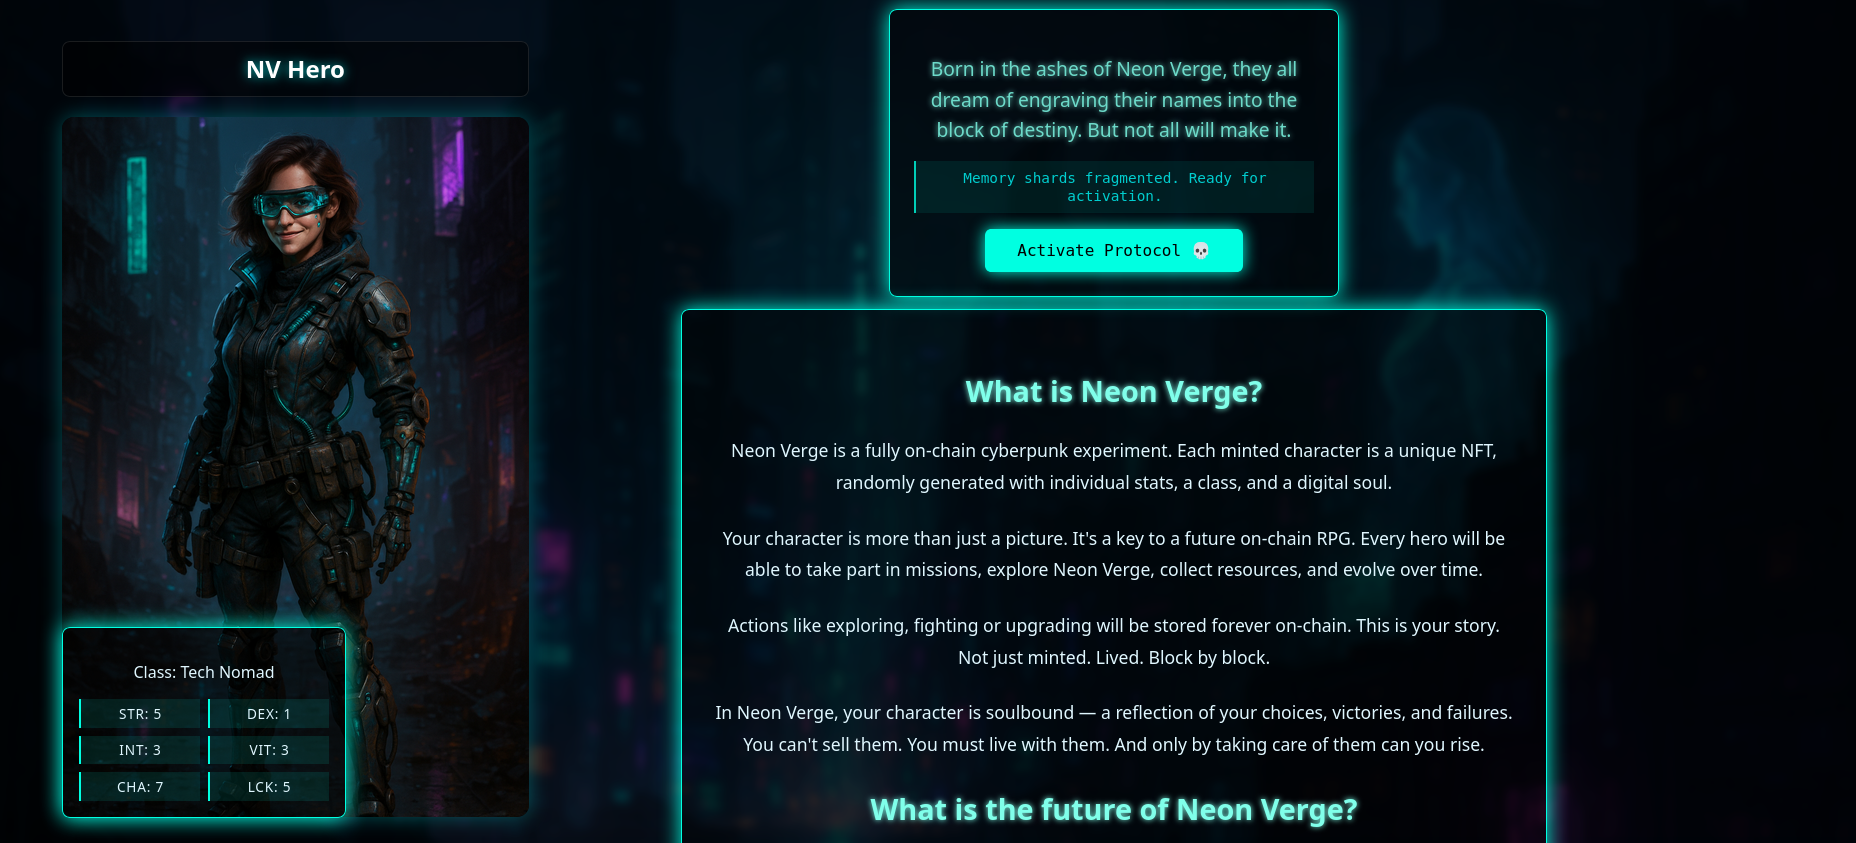 NV Hero
Class: Tech Nomad
STR: 5
DEX: 1
INT: 3
VIT: 3
CHA: 7
LCK: 5
Born in the ashes of Neon Verge, they all
dream of engraving their names into the
block of destiny. But not all will make it.
Memory shards fragmented. Ready for
activation.
Activate Protocol 💀
What is Neon Verge?
Neon Verge is a fully on-chain cyberpunk experiment. Each minted character is a unique NFT,
randomly generated with individual stats, a class, and a digital soul.
Your character is more than just a picture. It's a key to a future on-chain RPG. Every hero will be
able to take part in missions, explore Neon Verge, collect resources, and evolve over time.
Actions like exploring, fighting or upgrading will be stored forever on-chain. This is your story.
Not just minted. Lived. Block by block.
In Neon Verge, your character is soulbound — a reflection of your choices, victories, and failures.
You can't sell them. You must live with them. And only by taking care of them can you rise.
What is the future of Neon Verge?